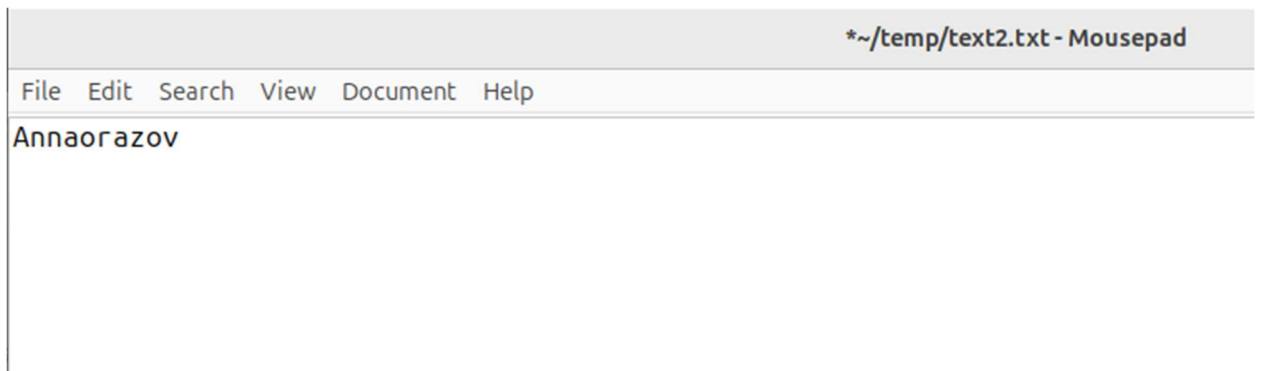 *~/temp/text2.txt - Mousepad
File Edit Search View Document Help
Annaorazov